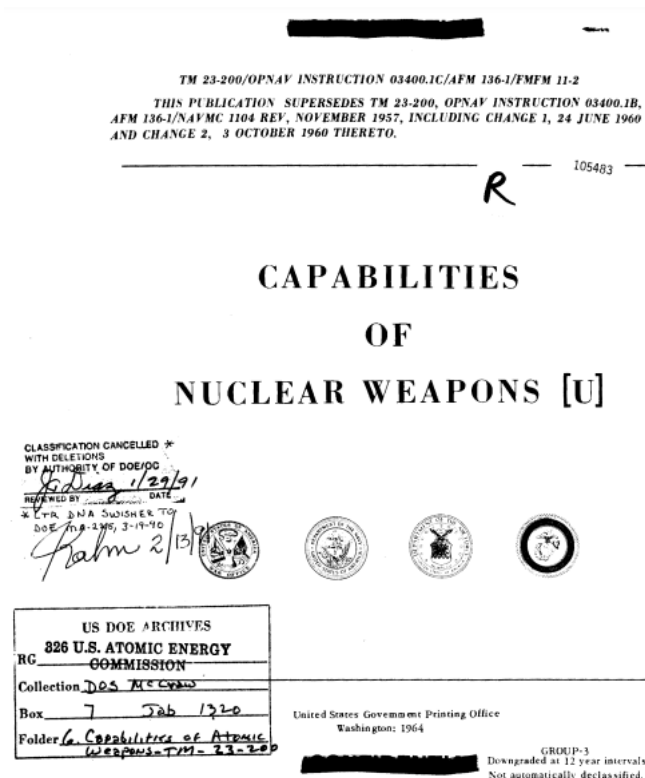 TM 23-200/OPNAV INSTRUCTION 03400.1C/AFM 136-1/FMFM 11-2
THIS PUBLICATION SUPERSEDES TM 23-200, OPNAV INSTRUCTION 03400.1B,
AFM 136-1/NAVMC 1104 REV, NOVEMBER 1957, INCLUDING CHANGE 1, 24 JUNE 1960
AND CHANGE 2, 3 OCTOBER 1960 THERETO.
105483
R
CAPABILITIES
OF
NUCLEAR WEAPONS [U]
CLASSIFICATION CANCELLED *
WITH DELETIONS
BY AUTHORITY OF DOE/OC
J. Diaz 1/29/91
REVIEWED BY DATE
* LTR DNA SWISHER TO
DOE MA-275, 3-19-90
Kahn 2/13/91
US DOE ARCHIVES
326 U.S. ATOMIC ENERGY
RG COMMISSION
Collection DOS McCraw
Box 7 Job 1320
Folder 6. Capabilities of Atomic
Weapons-TM-23-200
United States Government Printing Office
Washington: 1964
GROUP-3
Downgraded at 12 year intervals
Not automatically declassified.